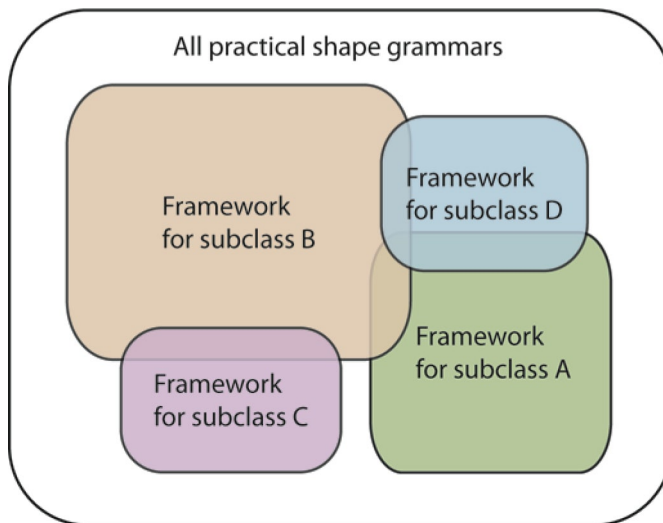 All practical shape grammars
Framework
for subclass B
Framework
for subclass D
Framework
for subclass A
Framework
for subclass C